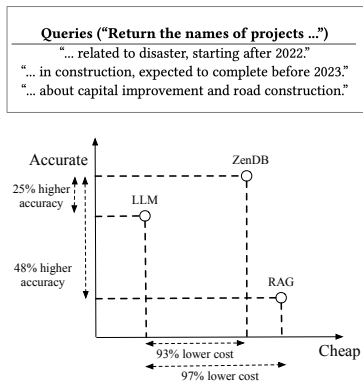 Queries (“Return the names of projects ...”)
“... related to disaster, starting after 2022.”
“... in construction, expected to complete before 2023.”
“... about capital improvement and road construction.”
Accurate
ZenDB
25% higher
accuracy
LLM
48% higher
accuracy
RAG
93% lower cost
Cheap
97% lower cost